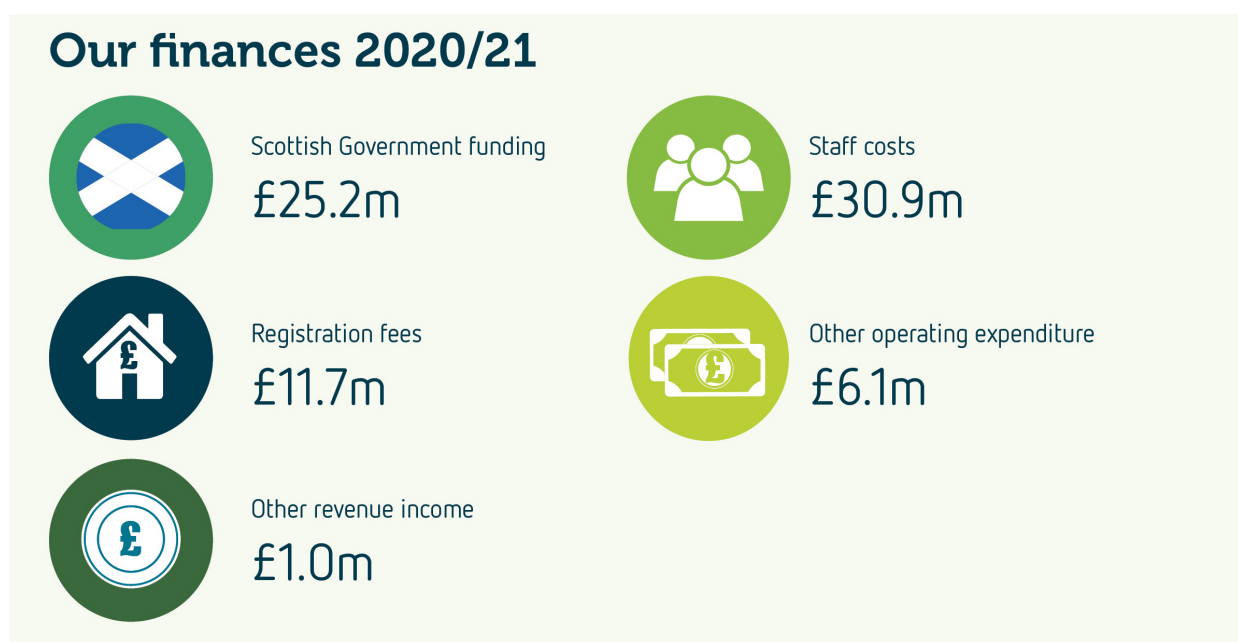 Our finances 2020/21
Scottish Government funding
£25.2m
Registration fees
£11.7m
Other revenue income
£1.0m
Staff costs
£30.9m
Other operating expenditure
£6.1m
£
£
£